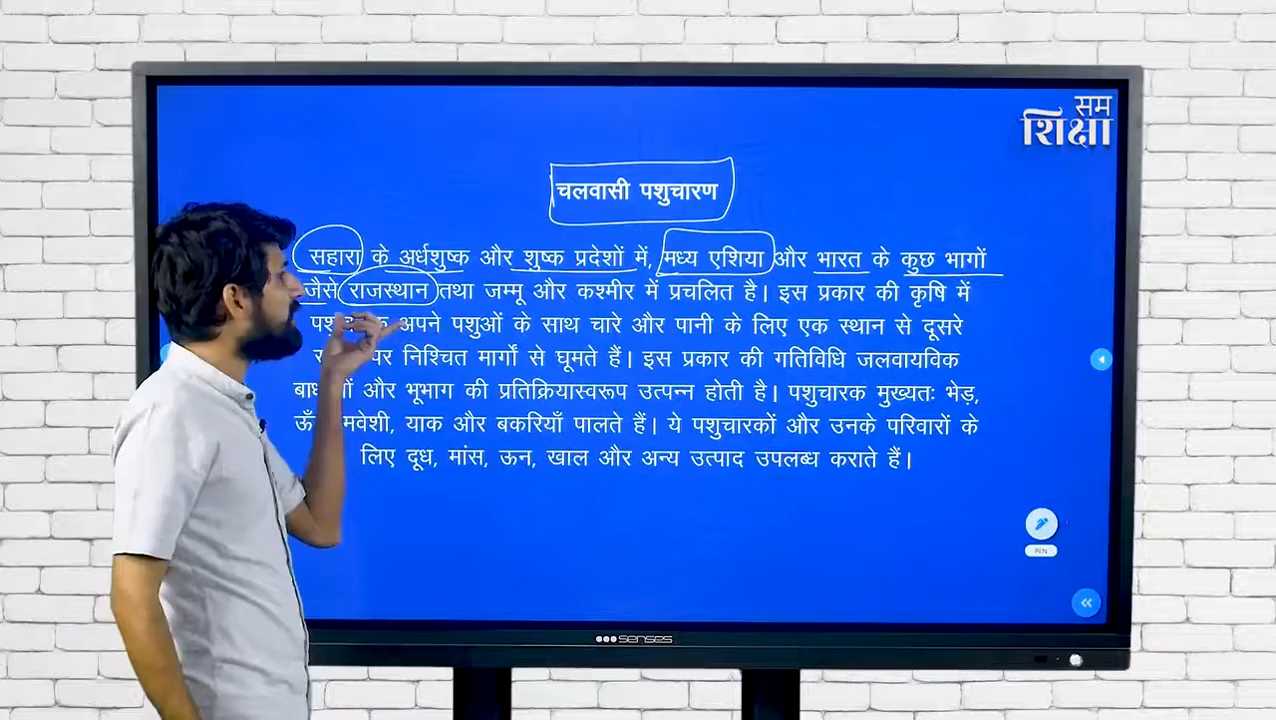 सम
शिक्षा
चलवासी पशुचारण
सहारा के अर्धशुष्क और शुष्क प्रदेशों में, मध्य एशिया और भारत के कुछ भागों
जैसे राजस्थान तथा जम्मू और कश्मीर में प्रचलित है। इस प्रकार की कृषि में
अपने पशुओं के साथ चारे और पानी के लिए एक स्थान से दूसरे
पर निश्चित मार्गों से घूमते हैं। इस प्रकार की गतिविधि जलवायविक
और भूभाग की प्रतिक्रियास्वरूप उत्पन्न होती है। पशुचारक मुख्यतः भेड़,
मवेशी, याक और बकरियाँ पालते हैं। ये पशुचारकों और उनके परिवारों के
लिए दूध, मांस, ऊन, खाल और अन्य उत्पाद उपलब्ध कराते हैं।
PEN
senses